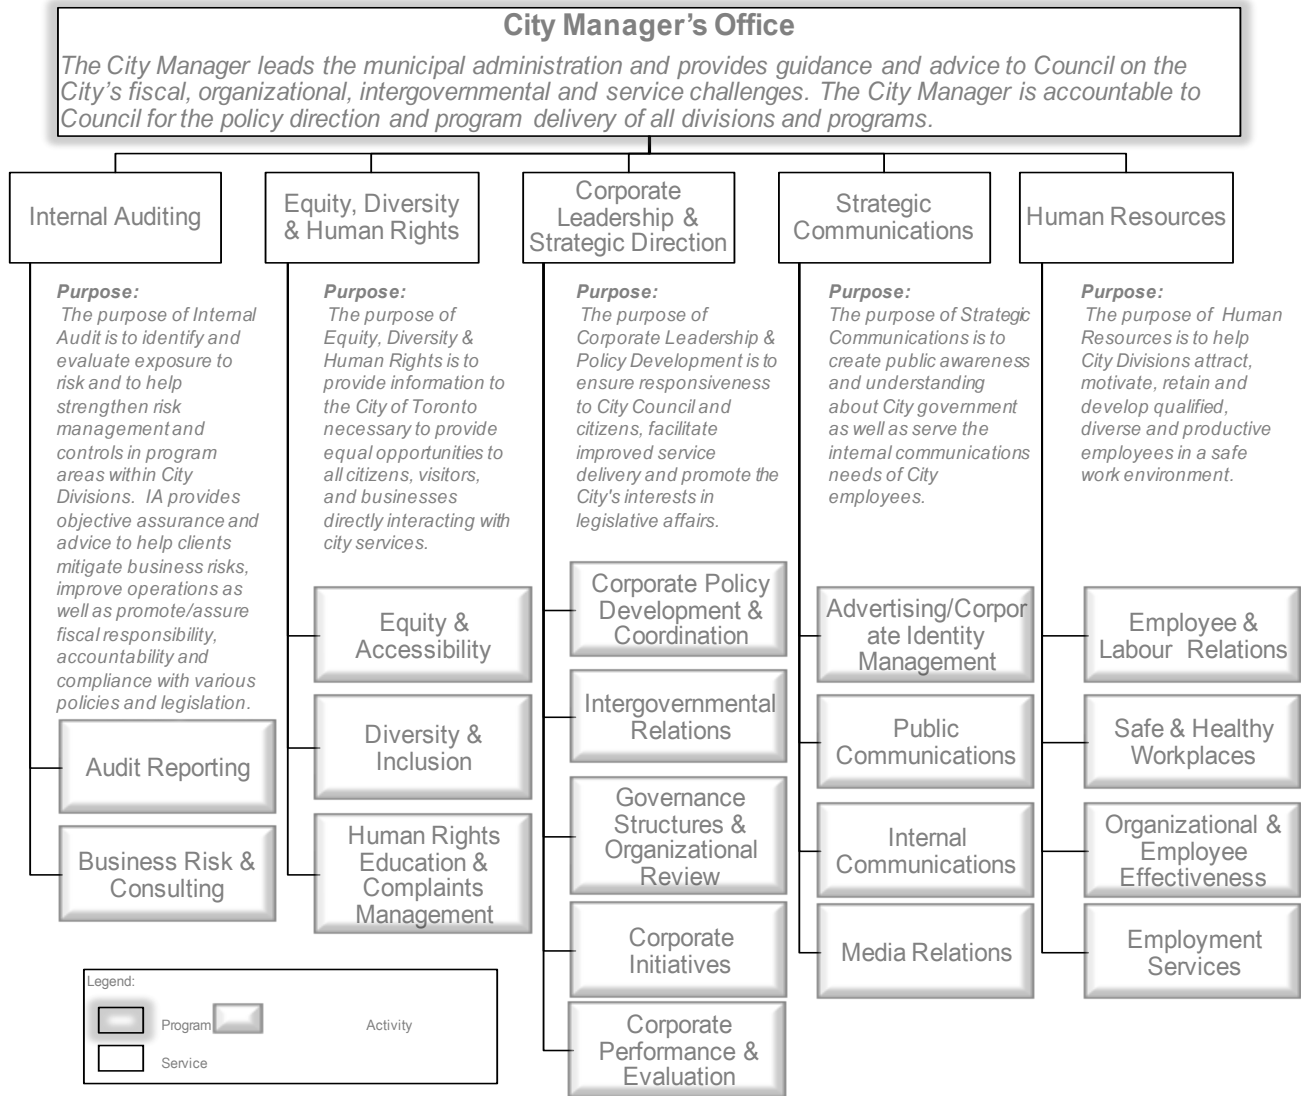 City Manager’s Office
The City Manager leads the municipal administration and provides guidance and advice to Council on the
City’s fiscal, organizational, intergovernmental and service challenges. The City Manager is accountable to
Council for the policy direction and program delivery of all divisions and programs.
Internal Auditing
Purpose:
The purpose of Internal
Audit is to identify and
evaluate exposure to
risk and to help
strengthen risk
management and
controls in program
areas within City
Divisions. IA provides
objective assurance and
advice to help clients
mitigate business risks,
improve operations as
well as promote/assure
fiscal responsibility,
accountability and
compliance with various
policies and legislation.
Audit Reporting
Business Risk &
Consulting
Equity, Diversity
& Human Rights
Purpose:
The purpose of
Equity, Diversity &
Human Rights is to
provide information to
the City of Toronto
necessary to provide
equal opportunities to
all citizens, visitors,
and businesses
directly interacting with
city services.
Equity &
Accessibility
Diversity &
Inclusion
Human Rights
Education &
Complaints
Management
Corporate
Leadership &
Strategic Direction
Purpose:
The purpose of
Corporate Leadership &
Policy Development is to
ensure responsiveness
to City Council and
citizens, facilitate
improved service
delivery and promote the
City's interests in
legislative affairs.
Corporate Policy
Development &
Coordination
Intergovernmental
Relations
Governance
Structures &
Organizational
Review
Corporate
Initiatives
Corporate
Performance &
Evaluation
Strategic
Communications
Purpose:
The purpose of Strategic
Communications is to
create public awareness
and understanding
about City government
as well as serve the
internal communications
needs of City
employees.
Advertising/Corpor
ate Identity
Management
Public
Communications
Internal
Communications
Media Relations
Human Resources
Purpose:
The purpose of Human
Resources is to help
City Divisions attract,
motivate, retain and
develop qualified,
diverse and productive
employees in a safe
work environment.
Employee &
Labour Relations
Safe & Healthy
Workplaces
Organizational &
Employee
Effectiveness
Employment
Services
Legend:
Program
Activity
Service